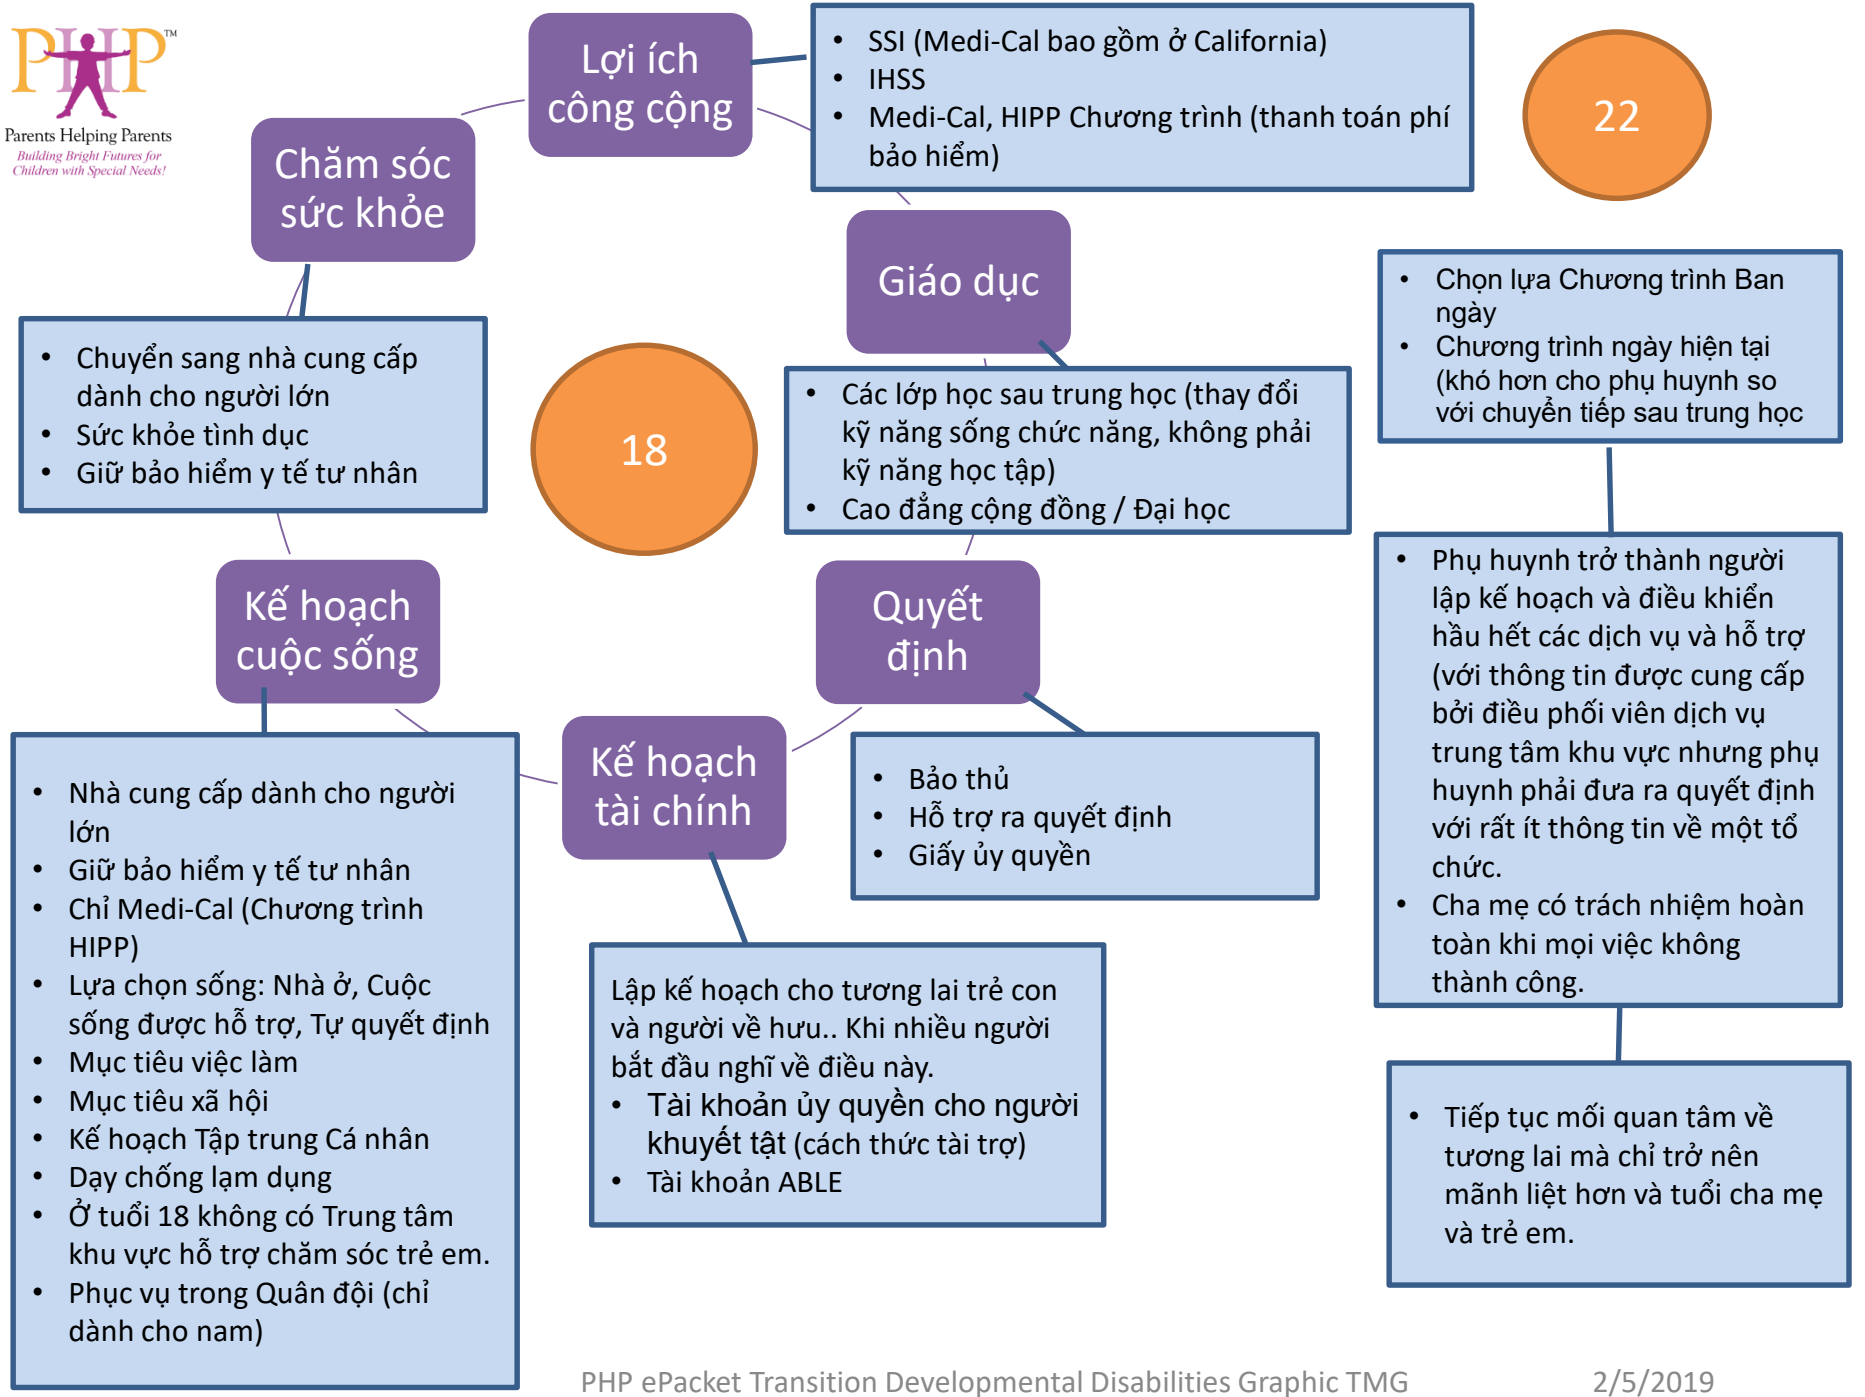 PHP™
Parents Helping Parents
Building Bright Futures for
Children with Special Needs!
Lợi ích
công cộng
• SSI (Medi-Cal bao gồm ở California)
• IHSS
• Medi-Cal, HIPP Chương trình (thanh toán phí
bảo hiểm)
22
Chăm sóc
sức khỏe
Giáo dục
• Chọn lựa Chương trình Ban
ngày
• Chương trình ngày hiện tại
(khó hơn cho phụ huynh so
với chuyển tiếp sau trung học
• Chuyển sang nhà cung cấp
dành cho người lớn
• Sức khỏe tình dục
• Giữ bảo hiểm y tế tư nhân
18
• Các lớp học sau trung học (thay đổi
kỹ năng sống chức năng, không phải
kỹ năng học tập)
• Cao đẳng cộng đồng / Đại học
Kế hoạch
cuộc sống
Quyết
định
• Phụ huynh trở thành người
lập kế hoạch và điều khiển
hầu hết các dịch vụ và hỗ trợ
(với thông tin được cung cấp
bởi điều phối viên dịch vụ
trung tâm khu vực nhưng phụ
huynh phải đưa ra quyết định
với rất ít thông tin về một tổ
chức.
• Cha mẹ có trách nhiệm hoàn
toàn khi mọi việc không
thành công.
Kế hoạch
tài chính
• Bảo thủ
• Hỗ trợ ra quyết định
• Giấy ủy quyền
• Nhà cung cấp dành cho người
lớn
• Giữ bảo hiểm y tế tư nhân
• Chỉ Medi-Cal (Chương trình
HIPP)
• Lựa chọn sống: Nhà ở, Cuộc
sống được hỗ trợ, Tự quyết định
• Mục tiêu việc làm
• Mục tiêu xã hội
• Kế hoạch Tập trung Cá nhân
• Dạy chống lạm dụng
• Ở tuổi 18 không có Trung tâm
khu vực hỗ trợ chăm sóc trẻ em.
• Phục vụ trong Quân đội (chỉ
dành cho nam)
Lập kế hoạch cho tương lai trẻ con
và người về hưu.. Khi nhiều người
bắt đầu nghĩ về điều này.
• Tài khoản ủy quyền cho người
khuyết tật (cách thức tài trợ)
• Tài khoản ABLE
• Tiếp tục mối quan tâm về
tương lai mà chỉ trở nên
mãnh liệt hơn và tuổi cha mẹ
và trẻ em.
PHP ePacket Transition Developmental Disabilities Graphic TMG
2/5/2019